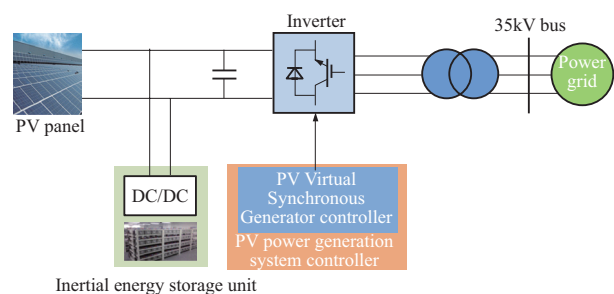 Inverter
35kV bus
Power
grid
PV panel
DC/DC
PV Virtual
Synchronous
Generator controller
PV power generation
system controller
Inertial energy storage unit